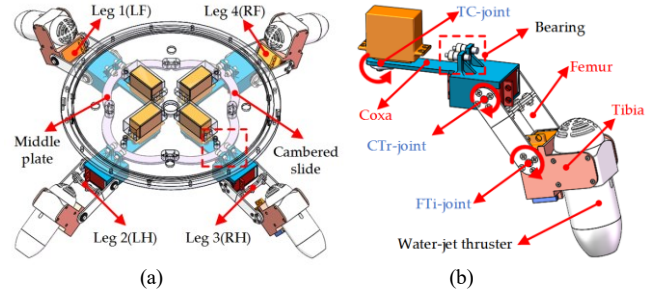 Leg 1(LF)
Leg 4(RF)
Middle
plate
Cambered
slide
Leg 2(LH)
Leg 3(RH)
(a)
TC-joint
Bearing
Femur
Coxa
Tibia
CTr-joint
FTi-joint
Water-jet thruster
(b)